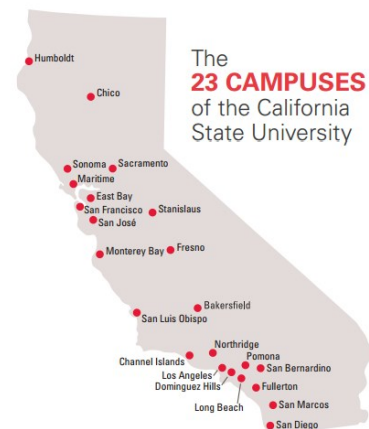 The
23 CAMPUSES
of the California
State University
Humboldt
Chico
Sonoma
Sacramento
Maritime
East Bay
San Francisco
Stanislaus
San José
Monterey Bay
Fresno
Bakersfield
San Luis Obispo
Northridge
Channel Islands
Pomona
Los Angeles
San Bernardino
Dominguez Hills
Fullerton
Long Beach
San Marcos
San Diego